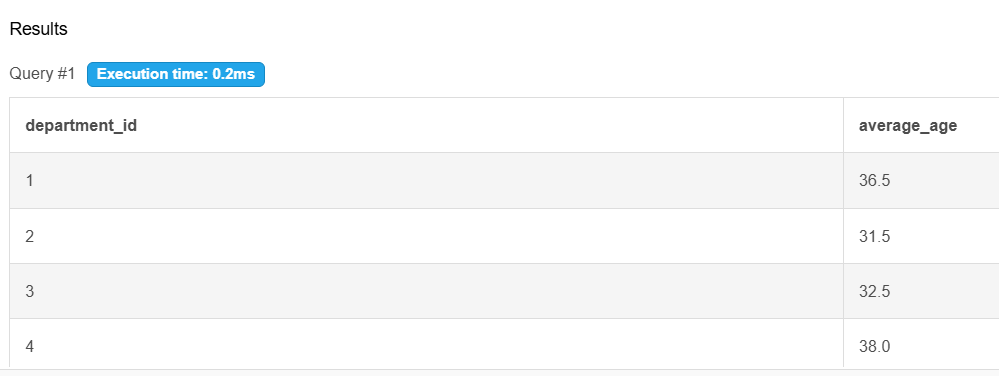 Results
Query #1 Execution time: 0.2ms
department_id average_age
1 36.5
2 31.5
3 32.5
4 38.0